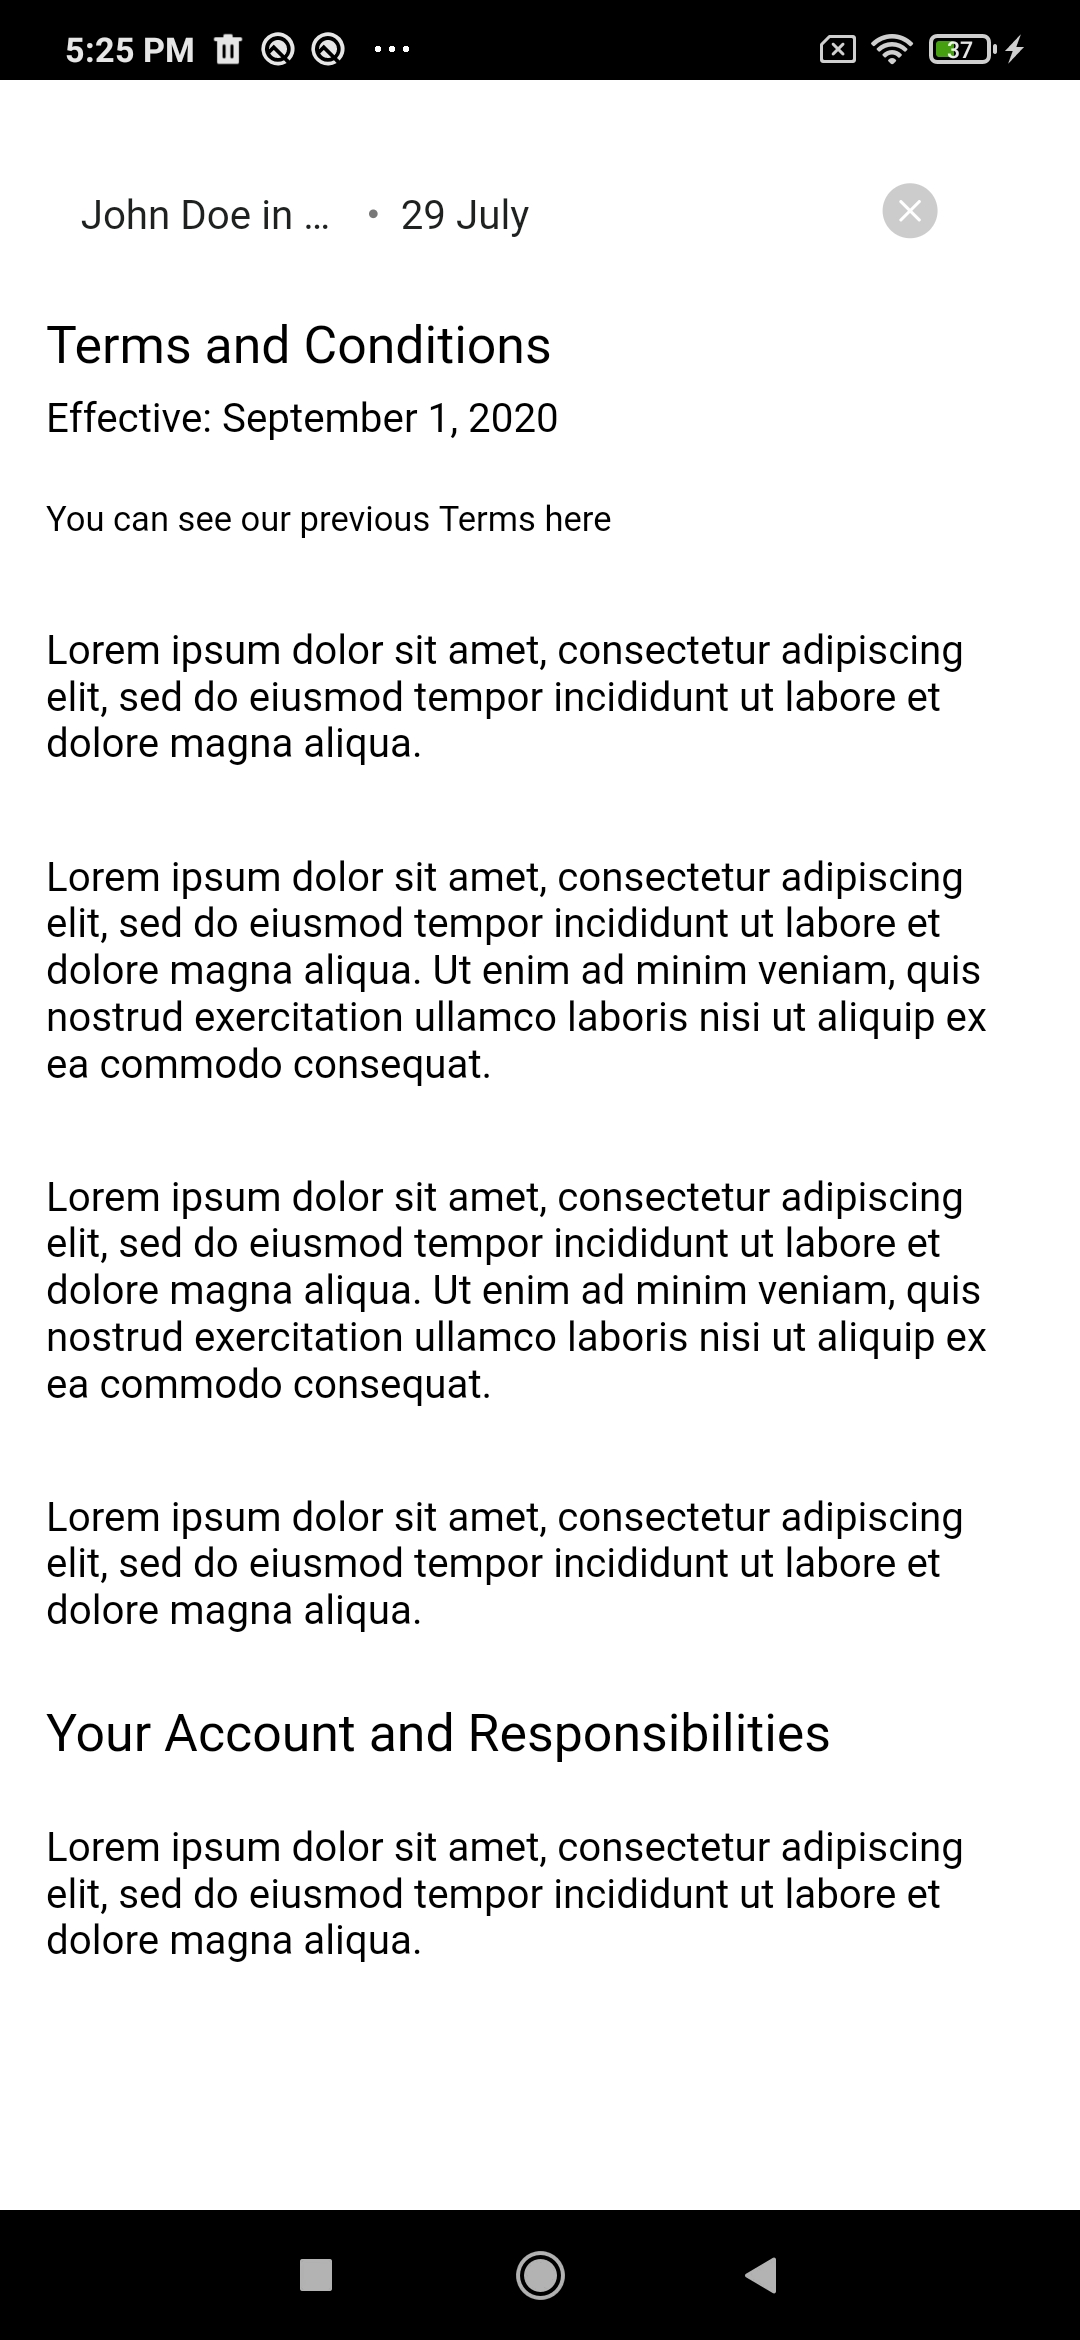 5:25 PM 37
John Doe in ... • 29 July
Terms and Conditions
Effective: September 1, 2020
You can see our previous Terms here
Lorem ipsum dolor sit amet, consectetur adipiscing
elit, sed do eiusmod tempor incididunt ut labore et
dolore magna aliqua.
Lorem ipsum dolor sit amet, consectetur adipiscing
elit, sed do eiusmod tempor incididunt ut labore et
dolore magna aliqua. Ut enim ad minim veniam, quis
nostrud exercitation ullamco laboris nisi ut aliquip ex
ea commodo consequat.
Lorem ipsum dolor sit amet, consectetur adipiscing
elit, sed do eiusmod tempor incididunt ut labore et
dolore magna aliqua. Ut enim ad minim veniam, quis
nostrud exercitation ullamco laboris nisi ut aliquip ex
ea commodo consequat.
Lorem ipsum dolor sit amet, consectetur adipiscing
elit, sed do eiusmod tempor incididunt ut labore et
dolore magna aliqua.
Your Account and Responsibilities
Lorem ipsum dolor sit amet, consectetur adipiscing
elit, sed do eiusmod tempor incididunt ut labore et
dolore magna aliqua.